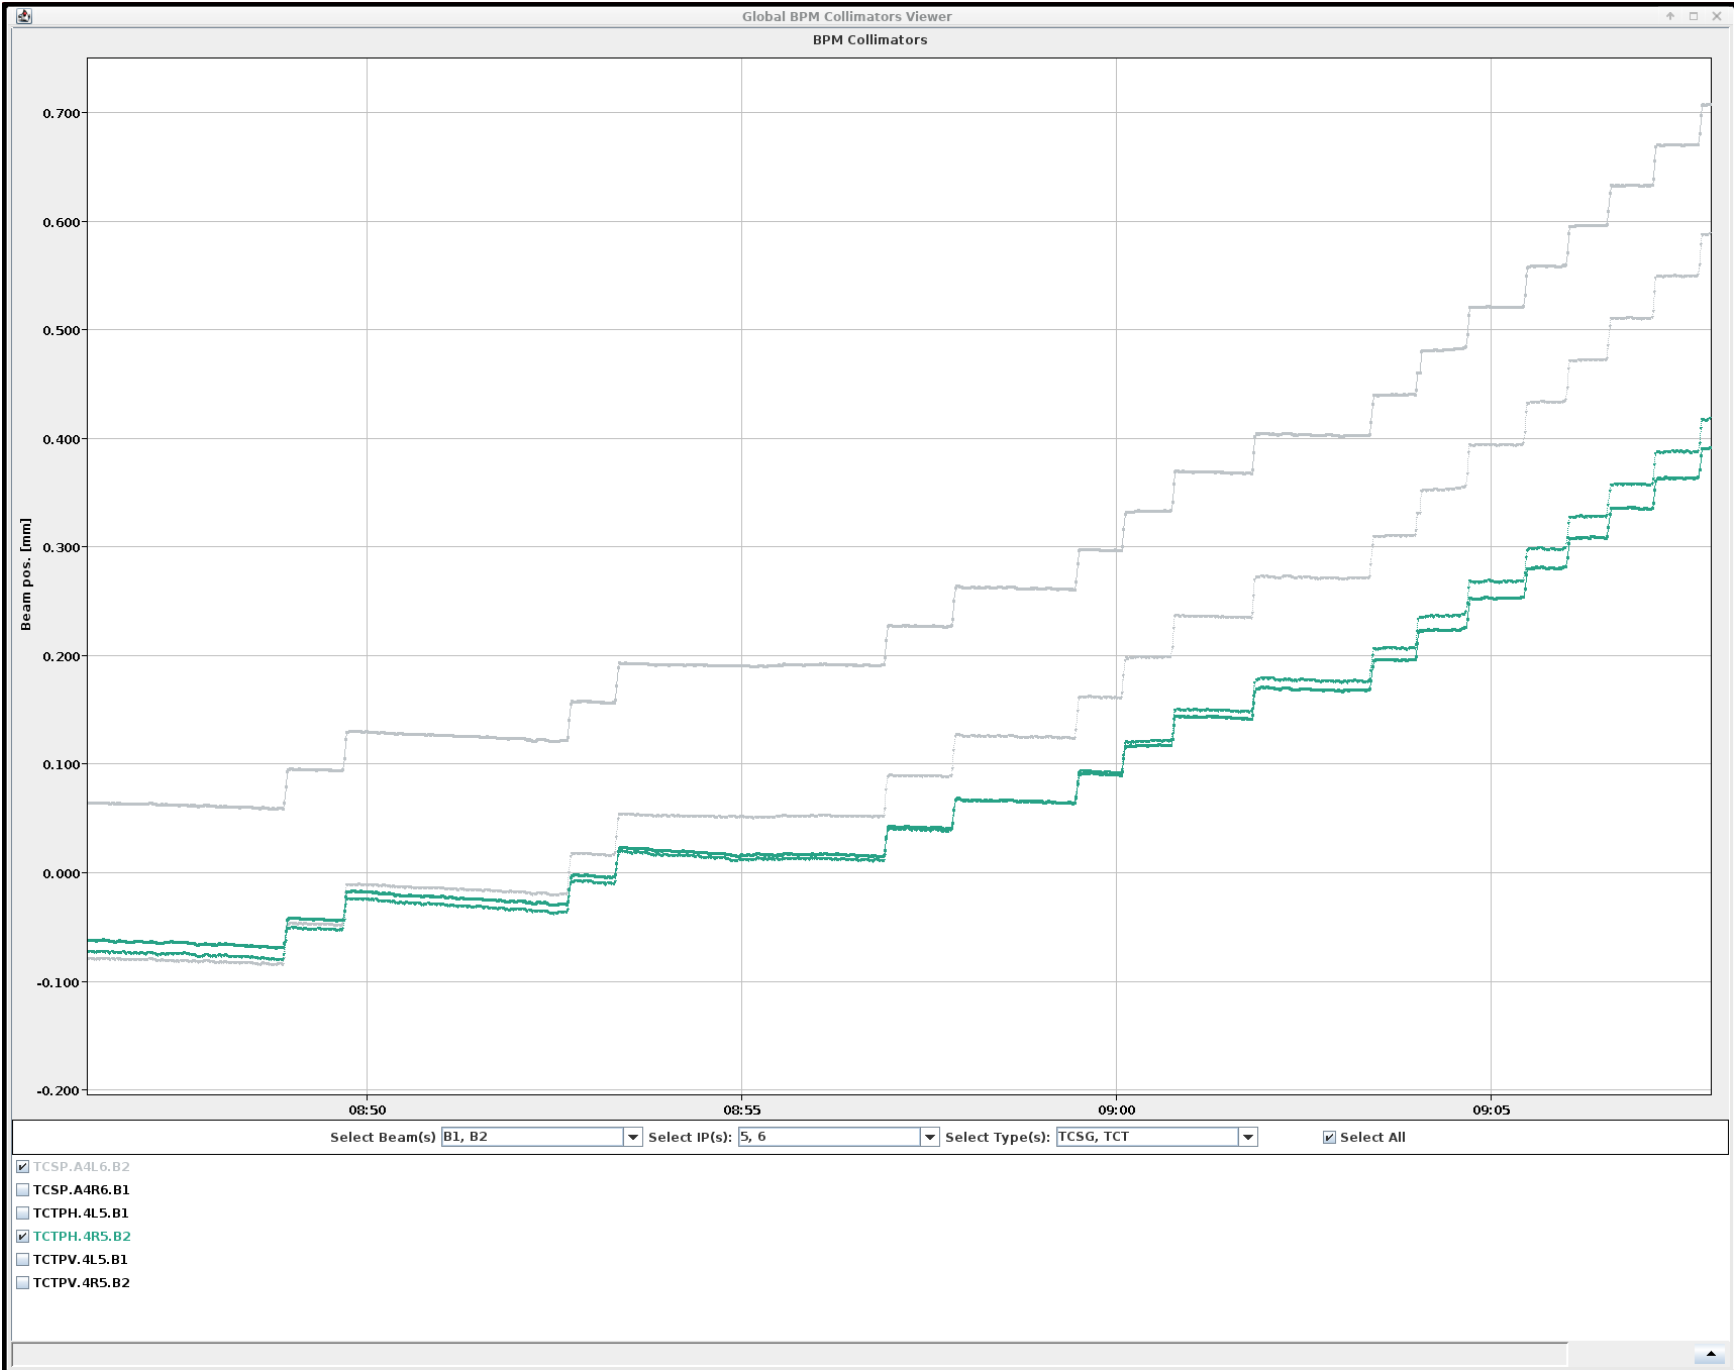 Global BPM Collimators Viewer
BPM Collimators
0.700
0.600
0.500
0.400
0.300
0.200
0.100
0.000
-0.100
-0.200
Beam pos. [mm]
08:50 08:55 09:00 09:05
Select Beam(s) B1, B2 Select IP(s): 5, 6 Select Type(s): TCSG, TCT Select All
TCSP.A4L6.B2
TCSP.A4R6.B1
TCTPH.4L5.B1
TCTPH.4R5.B2
TCTPV.4L5.B1
TCTPV.4R5.B2